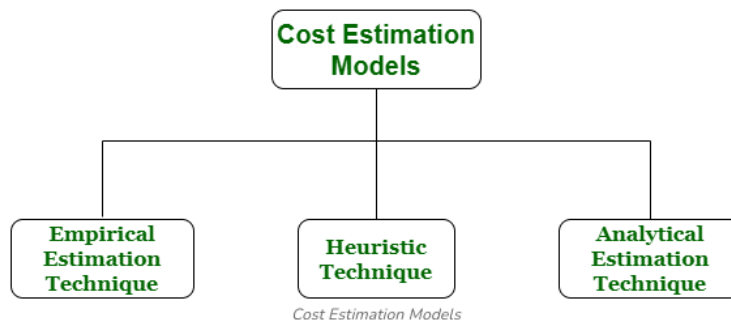 Cost Estimation
Models
Empirical
Estimation
Technique
Heuristic
Technique
Analytical
Estimation
Technique
Cost Estimation Models